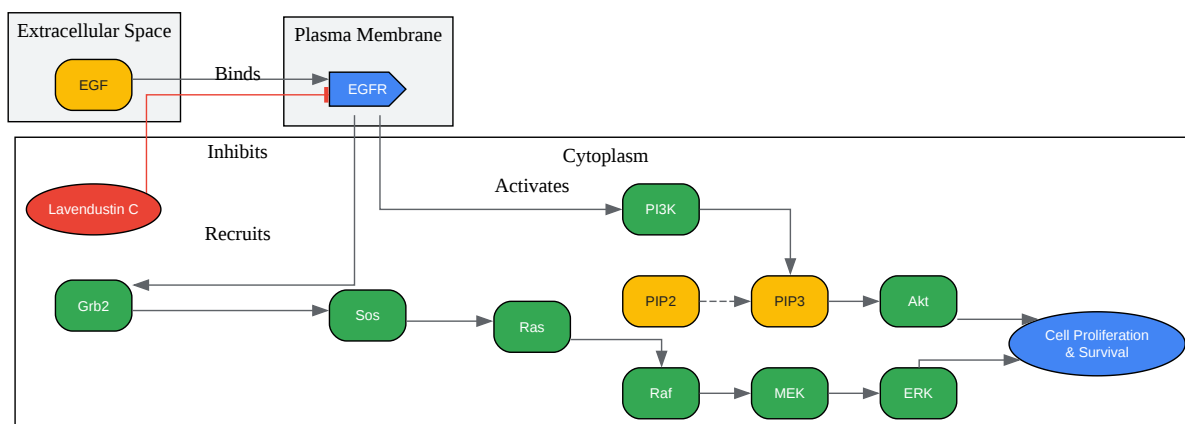 Extracellular Space
Plasma Membrane
EGF
Binds
EGFR
Inhibits
Cytoplasm
Activates
Lavendustin C
PI3K
Recruits
Grb2
Sos
Ras
PIP2
PIP3
Akt
Cell Proliferation
& Survival
Raf
MEK
ERK